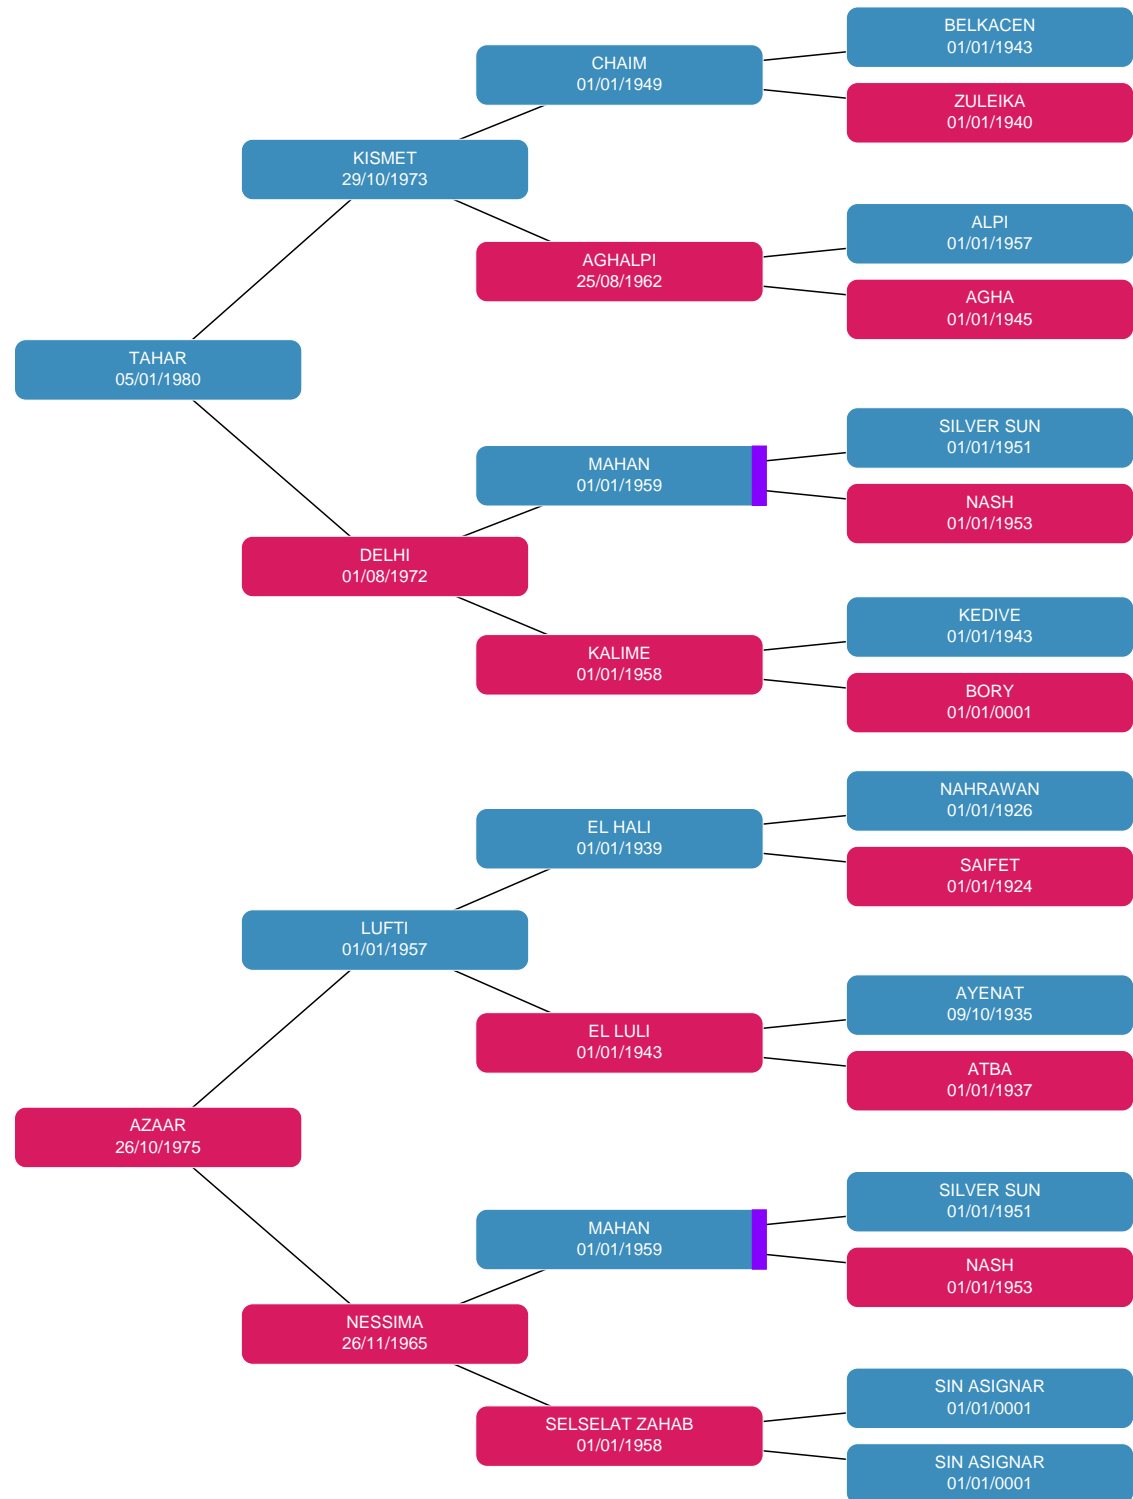 BELKACEN
01/01/1943
CHAIM
01/01/1949
ZULEIKA
01/01/1940
KISMET
29/10/1973
ALPI
01/01/1957
AGHALPI
25/08/1962
AGHA
01/01/1945
TAHAR
05/01/1980
SILVER SUN
01/01/1951
MAHAN
01/01/1959
NASH
01/01/1953
DELHI
01/08/1972
KEDIVE
01/01/1943
KALIME
01/01/1958
BORY
01/01/0001
NAHRAWAN
01/01/1926
EL HALI
01/01/1939
SAIFET
01/01/1924
LUFTI
01/01/1957
AYENAT
09/10/1935
EL LULI
01/01/1943
ATBA
01/01/1937
AZAAR
26/10/1975
SILVER SUN
01/01/1951
MAHAN
01/01/1959
NASH
01/01/1953
NESSIMA
26/11/1965
SIN ASIGNAR
01/01/0001
SELSELAT ZAHAB
01/01/1958
SIN ASIGNAR
01/01/0001